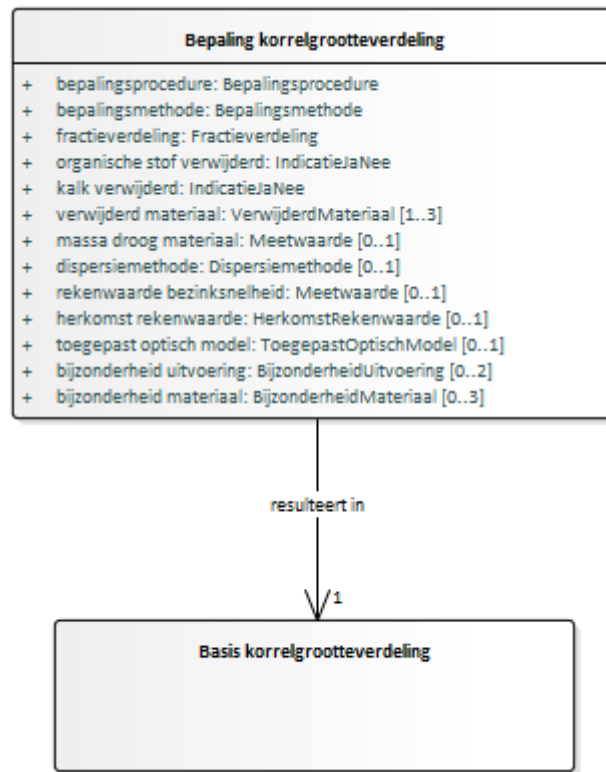 Bepaling korrelgrootteverdeling
+ bepalingsprocedure: Bepalingsprocedure
+ bepalingsmethode: Bepalingsmethode
+ fractieverdeling: Fractieverdeling
+ organische stof verwijderd: IndicatieJaNee
+ kalk verwijderd: IndicatieJaNee
+ verwijderd materiaal: VerwijderdMateriaal [1..3]
+ massa droog materiaal: Meetwaarde [0..1]
+ dispersiemethode: Dispersiemethode [0..1]
+ rekenwaarde bezinksnelheid: Meetwaarde [0..1]
+ herkomst rekenwaarde: HerkomstRekenwaarde [0..1]
+ toegepast optisch model: ToegepastOptischModel [0..1]
+ bijzonderheid uitvoering: BijzonderheidUitvoering [0..2]
+ bijzonderheid materiaal: BijzonderheidMateriaal [0..3]
resulteert in
1
Basis korrelgrootteverdeling